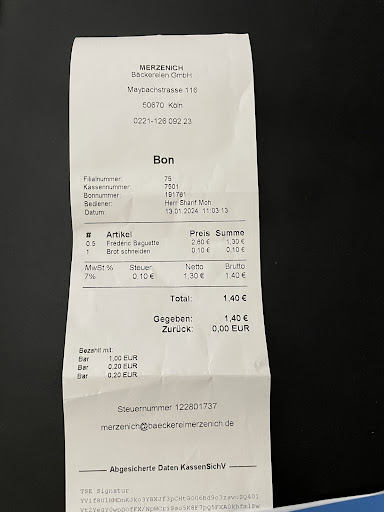 MERZENICH
Bäckereien GmbH
Maybachstrasse 116
50670 Köln
0221-126 092 23
Bon
Filialnummer: 75
Kassennummer: 7501
Bonnummer: 191781
Bediener: Herr Sharif Moh.
Datum: 13.01.2024 11:03:13
# Artikel Preis Summe
0.5 Frédéric Baguette 2,60 € 1,30 €
1 Brot schneiden 0,10 € 0,10 €
MwSt.% Steuer Netto Brutto
7% 0,10 € 1,30 € 1,40 €
Total: 1,40 €
Gegeben: 1,40 €
Zurück: 0,00 EUR
Bezahlt mit:
Bar 1,00 EUR
Bar 0,20 EUR
Bar 0,20 EUR
Steuernummer 122801737
merzenich@baeckereimerzenich.de
Abgesicherte Daten KassenSichV
TSE Signatur: